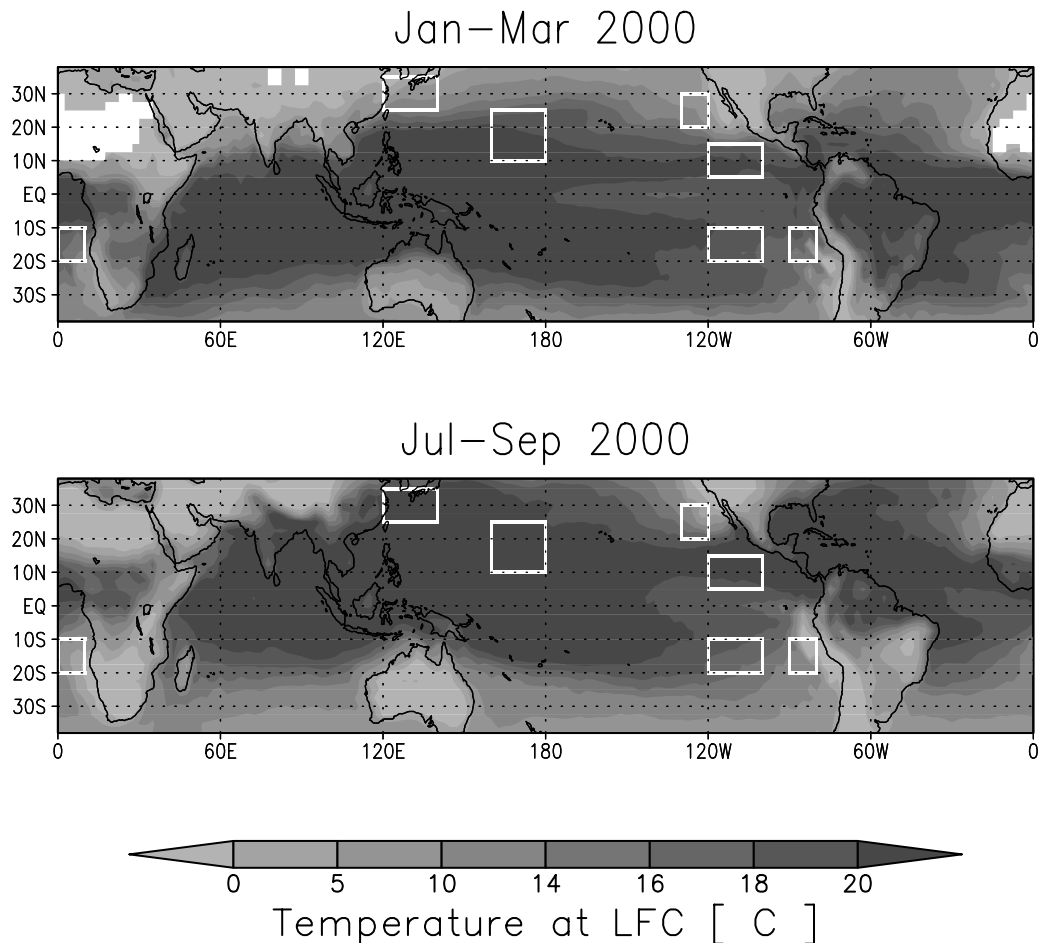 Jan-Mar 2000
30N
20N
10N
EQ
10S
20S
30S
0 60E 120E 180 120W 60W 0
Jul-Sep 2000
30N
20N
10N
EQ
10S
20S
30S
0 60E 120E 180 120W 60W 0
0 5 10 14 16 18 20
Temperature at LFC [ C ]